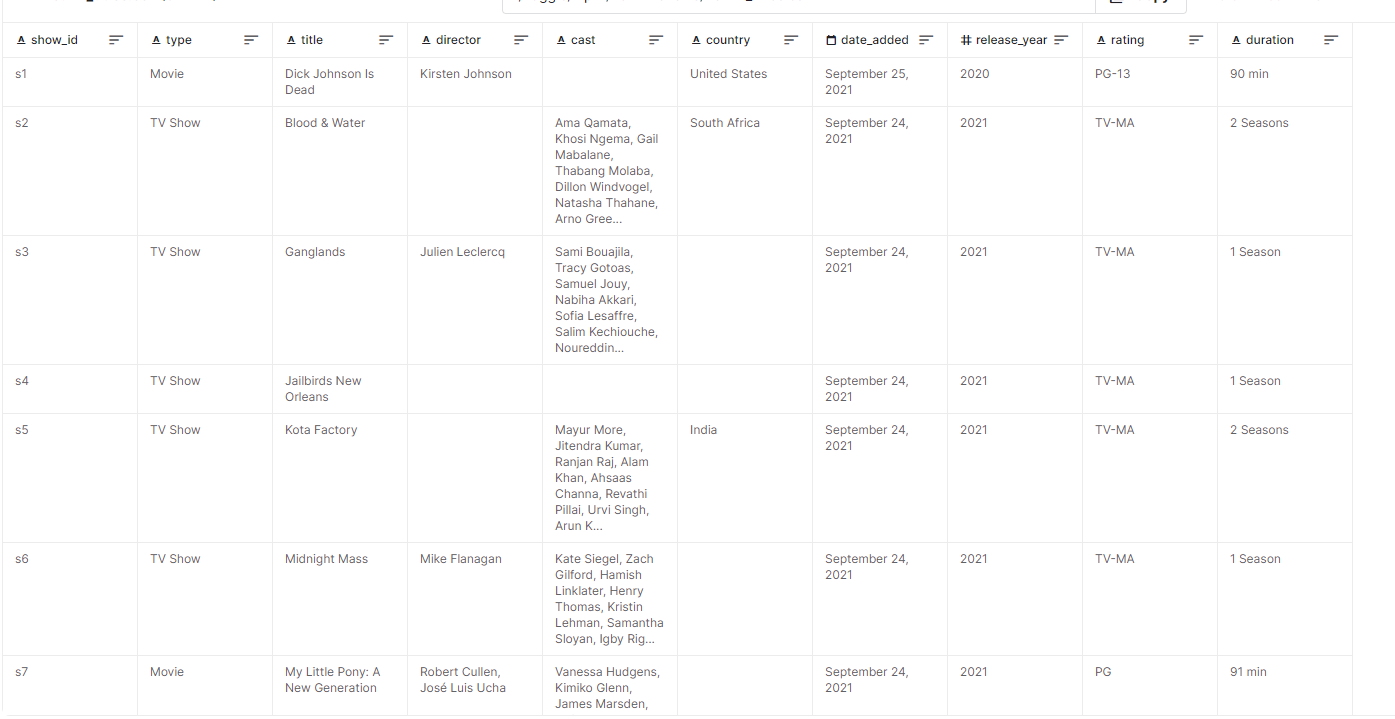 show_id type title director cast country date_added release_year rating duration
s1 Movie Dick Johnson Is Kirsten Johnson United States September 25, 2020 PG-13 90 min
Dead 2021
s2 TV Show Blood & Water Ama Qamata, South Africa September 24, 2021 TV-MA 2 Seasons
Khosi Ngema, Gail 2021
Mabalane,
Thabang Molaba,
Dillon Windvogel,
Natasha Thahane,
Arno Gree...
s3 TV Show Ganglands Julien Leclercq Sami Bouajila, September 24, 2021 TV-MA 1 Season
Tracy Gotoas, 2021
Samuel Jouy,
Nabiha Akkari,
Sofia Lesaffre,
Salim Kechiouche,
Noureddin...
s4 TV Show Jailbirds New September 24, 2021 TV-MA 1 Season
Orleans 2021
s5 TV Show Kota Factory Mayur More, India September 24, 2021 TV-MA 2 Seasons
Jitendra Kumar, 2021
Ranjan Raj, Alam
Khan, Ahsaas
Channa, Revathi
Pillai, Urvi Singh,
Arun K...
s6 TV Show Midnight Mass Mike Flanagan Kate Siegel, Zach September 24, 2021 TV-MA 1 Season
Gilford, Hamish 2021
Linklater, Henry
Thomas, Kristin
Lehman, Samantha
Sloyan, Igby Rig...
s7 Movie My Little Pony: A Robert Cullen, Vanessa Hudgens, September 24, 2021 PG 91 min
New Generation José Luis Ucha Kimiko Glenn, 2021
James Marsden,